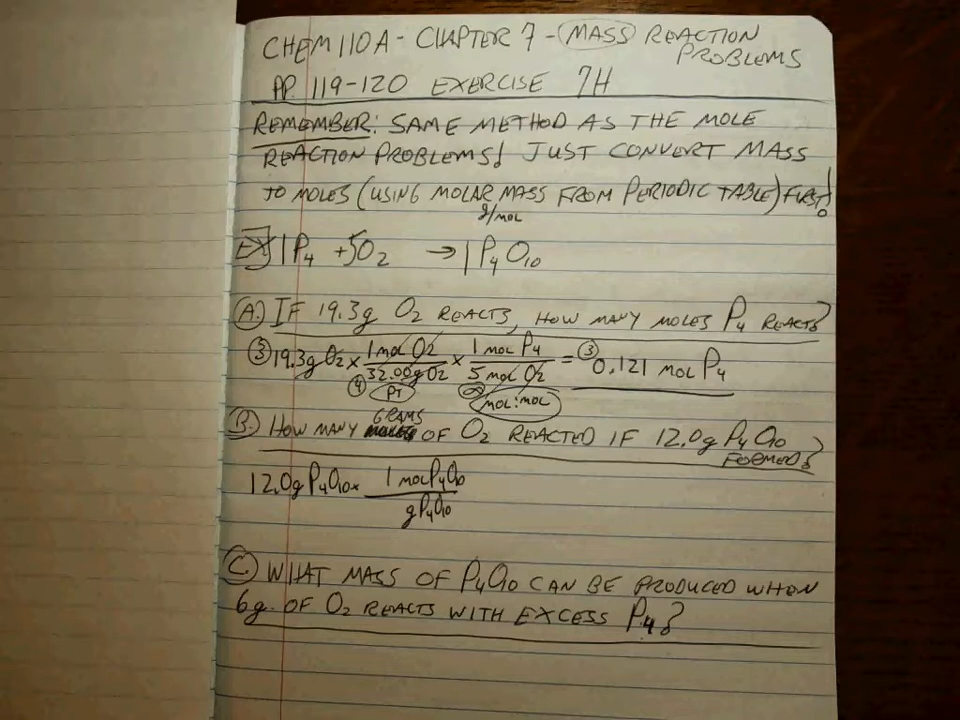 CHEM 110A - CHAPTER 7 - MASS REACTION PROBLEMS
PP. 119-120 EXERCISE 7H
REMEMBER: SAME METHOD AS THE MOLE
REACTION PROBLEMS! JUST CONVERT MASS
TO MOLES (USING MOLAR MASS FROM PERIODIC TABLE) FIRST!
g/mol
EX 1P4 + 5O2 → 1P4O10
A. IF 19.3g O2 REACTS, HOW MANY MOLES P4 REACTS?
③ 19.3g O2 x 1 mol O2 / 32.00g O2 x 1 mol P4 / 5 mol O2 = ③ 0.121 mol P4
④ PT ∞ mol:mol
GRAMS
B. HOW MANY OF O2 REACTED IF 12.0g P4O10 FORMED?
12.0g P4O10 x 1 mol P4O10
g P4O10
C. WHAT MASS OF P4O10 CAN BE PRODUCED WHEN
6g. OF O2 REACTS WITH EXCESS P4?